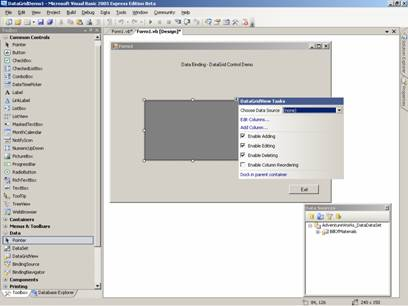 DataGridDemo1 - Microsoft Visual Basic 2005 Express Edition Beta
File Edit View Project Build Debug Data Tools Window Community Help
Toolbox
Common Controls
Pointer
Button
CheckBox
CheckedListBox
ComboBox
DateTimePicker
Label
LinkLabel
ListBox
ListView
MaskedTextBox
MonthCalendar
NotifyIcon
NumericUpDown
PictureBox
ProgressBar
RadioButton
RichTextBox
TextBox
ToolTip
TreeView
WebBrowser
Containers
Menus & Toolbars
Data
Pointer
DataSet
DataGridView
BindingSource
BindingNavigator
Components
Printing
Toolbox Database Explorer
Form1.vb* Form1.vb [Design]*
Form1
Data Binding - DataGrid Control Demo
DataGridView Tasks
Choose Data Source (none)
Edit Columns...
Add Column...
Enable Adding
Enable Editing
Enable Deleting
Enable Column Reordering
Dock in parent container
Exit
Data Sources
AdventureWorks_DataDataSet
BillOfMaterials
Solution Explorer
Properties
84, 126
240 x 150